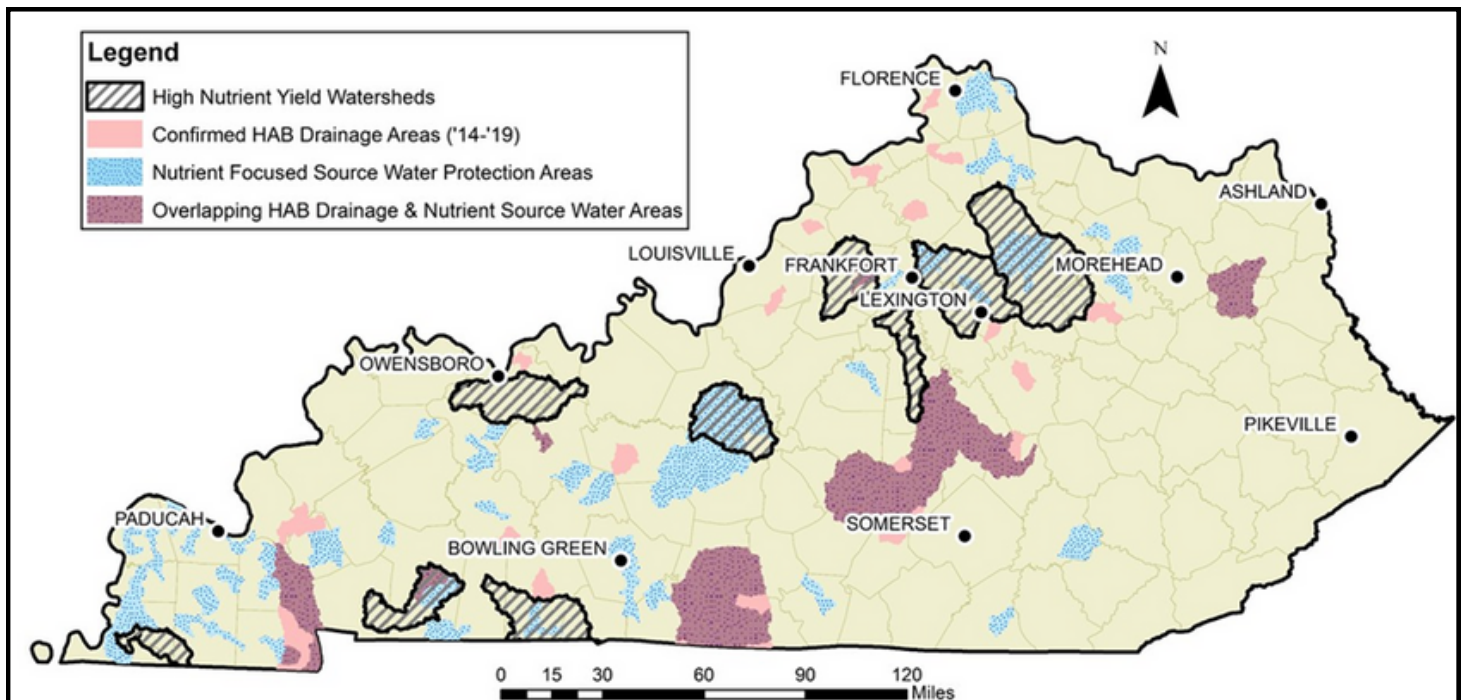 Legend
High Nutrient Yield Watersheds
Confirmed HAB Drainage Areas ('14-'19)
Nutrient Focused Source Water Protection Areas
Overlapping HAB Drainage & Nutrient Source Water Areas
N
FLORENCE
ASHLAND
LOUISVILLE
FRANKFORT
MOREHEAD
LEXINGTON
OWENSBORO
PIKEVILLE
PADUCAH
SOMERSET
BOWLING GREEN
0 15 30 60 90 120
Miles